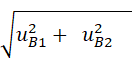 √(u²_B1 + u²_B2)